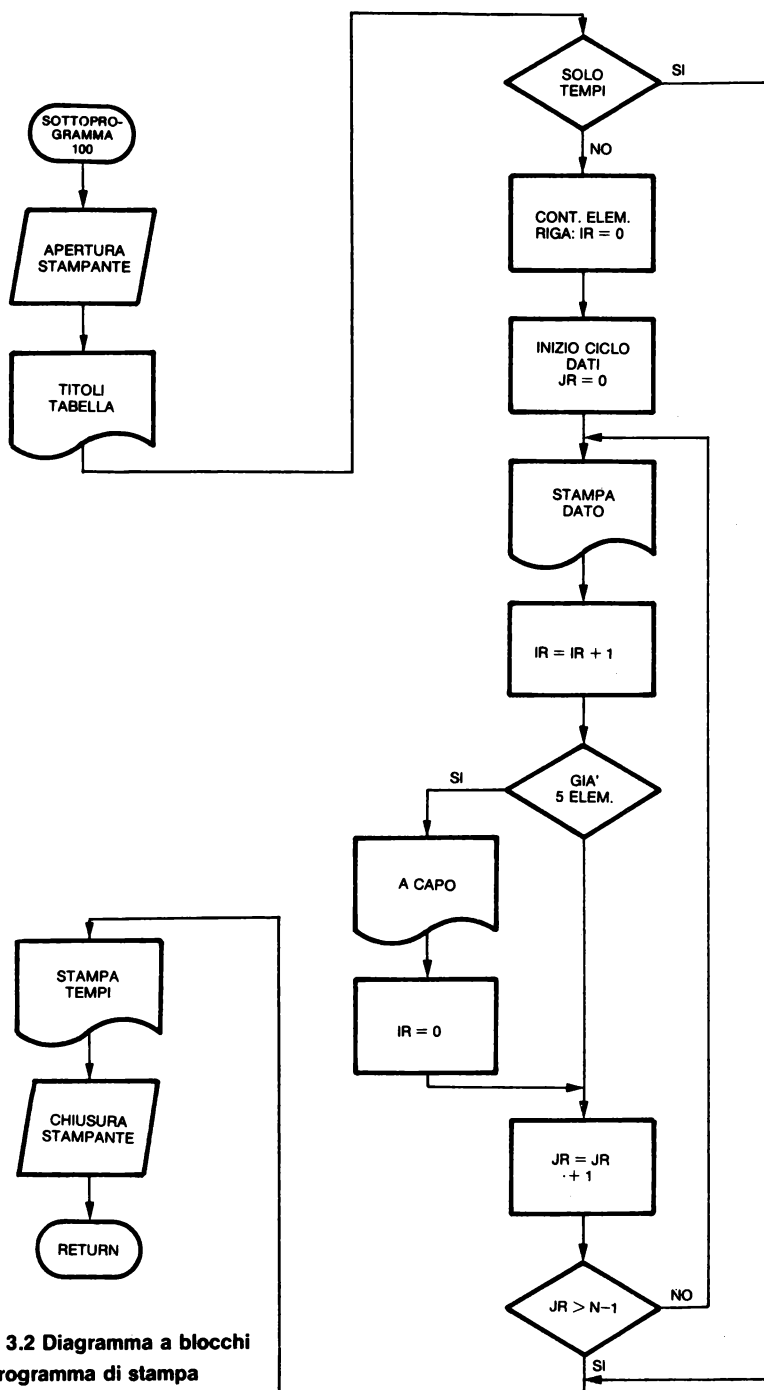 SOTTOPRO-
GRAMMA
100
APERTURA
STAMPANTE
TITOLI
TABELLA
SOLO
TEMPI
SI
NO
CONT. ELEM.
RIGA: IR = 0
INIZIO CICLO
DATI
JR = 0
STAMPA
DATO
IR = IR + 1
GIA'
5 ELEM.
SI
A CAPO
IR = 0
JR = JR
+ 1
JR > N-1
NO
SI
STAMPA
TEMPI
CHIUSURA
STAMPANTE
RETURN
3.2 Diagramma a blocchi
rogramma di stampa